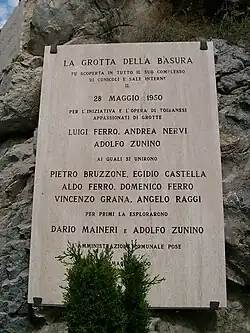 LA GROTTA DELLA BASURA
FU SCOPERTA IN TUTTO IL SUO COMPLESSO
DI CUNICOLI E SALE INTERNE
IL
28 MAGGIO 1950
PER L'INIZIATIVA E L'OPERA DI TOIRANESI
APPASSIONATI DI GROTTE
LUIGI FERRO, ANDREA NERVI
ADOLFO ZUNINO
AI QUALI SI UNIRONO
PIETRO BRUZZONE, EGIDIO CASTELLA
ALDO FERRO, DOMENICO FERRO
VINCENZO GRANA, ANGELO RAGGI
PER PRIMI LA ESPLORARONO
DARIO MAINERI E ADOLFO ZUNINO
L'AMMINISTRAZIONE COMUNALE POSE